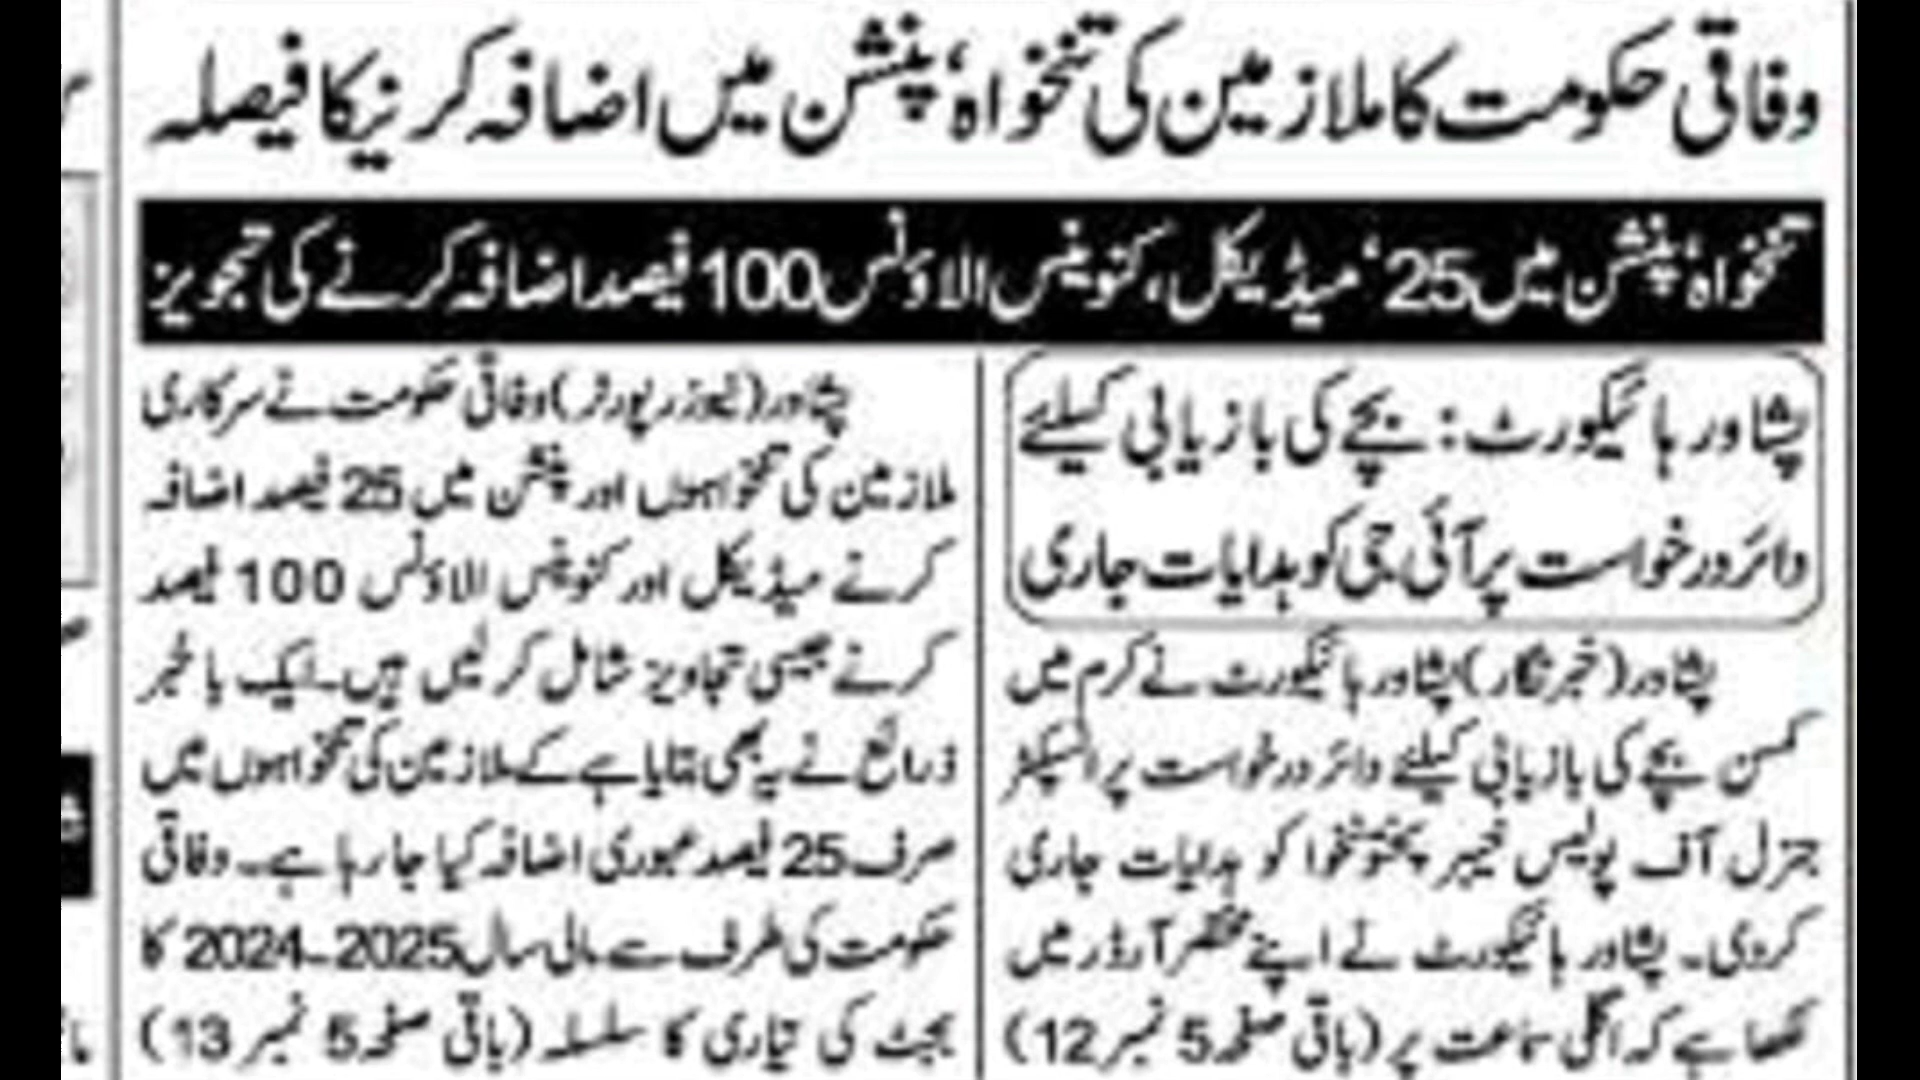 وفاقی حکومت کا ملازمین کی تنخواہ، پنشن میں اضافہ کرنیکا فیصلہ
تنخواہ، پنشن میں 25، میڈیکل، کنوینس الاؤنس 100 فیصد اضافہ کرنے کی تجویز
پشاور ہائیکورٹ: بچے کی بازیابی کیلئے
دائر درخواست پر آئی جی کو ہدایات جاری
پشاور (خبرنگار) پشاور ہائیکورٹ نے کرم میں
کمسن بچے کی بازیابی کیلئے دائر درخواست پر انسپکٹر
جنرل آف پولیس خیبر پختونخوا کو ہدایات جاری
کردی۔ پشاور ہائیکورٹ نے اپنے مختصر آرڈر میں
لکھا ہے کہ اگلی سماعت پر (باقی صفحہ 5 نمبر 12)
پشاور (نیوز رپورٹر) وفاقی حکومت نے سرکاری
ملازمین کی تنخواہوں اور پنشن میں 25 فیصد اضافہ
کرنے میڈیکل اور کنوینس الاؤنس 100 فیصد
کرنے جیسی تجاویز شامل کر لیں ہیں۔ ایک باخبر
ذرائع نے یہ بھی بتایا ہے کے ملازمین کی تنخواہوں میں
صرف 25 فیصد عبوری اضافہ کیا جا رہا ہے۔ وفاقی
حکومت کی طرف سے مالی سال 2025۔2024 کا
بجٹ کی تیاری کا سلسلہ (باقی صفحہ 5 نمبر 13)